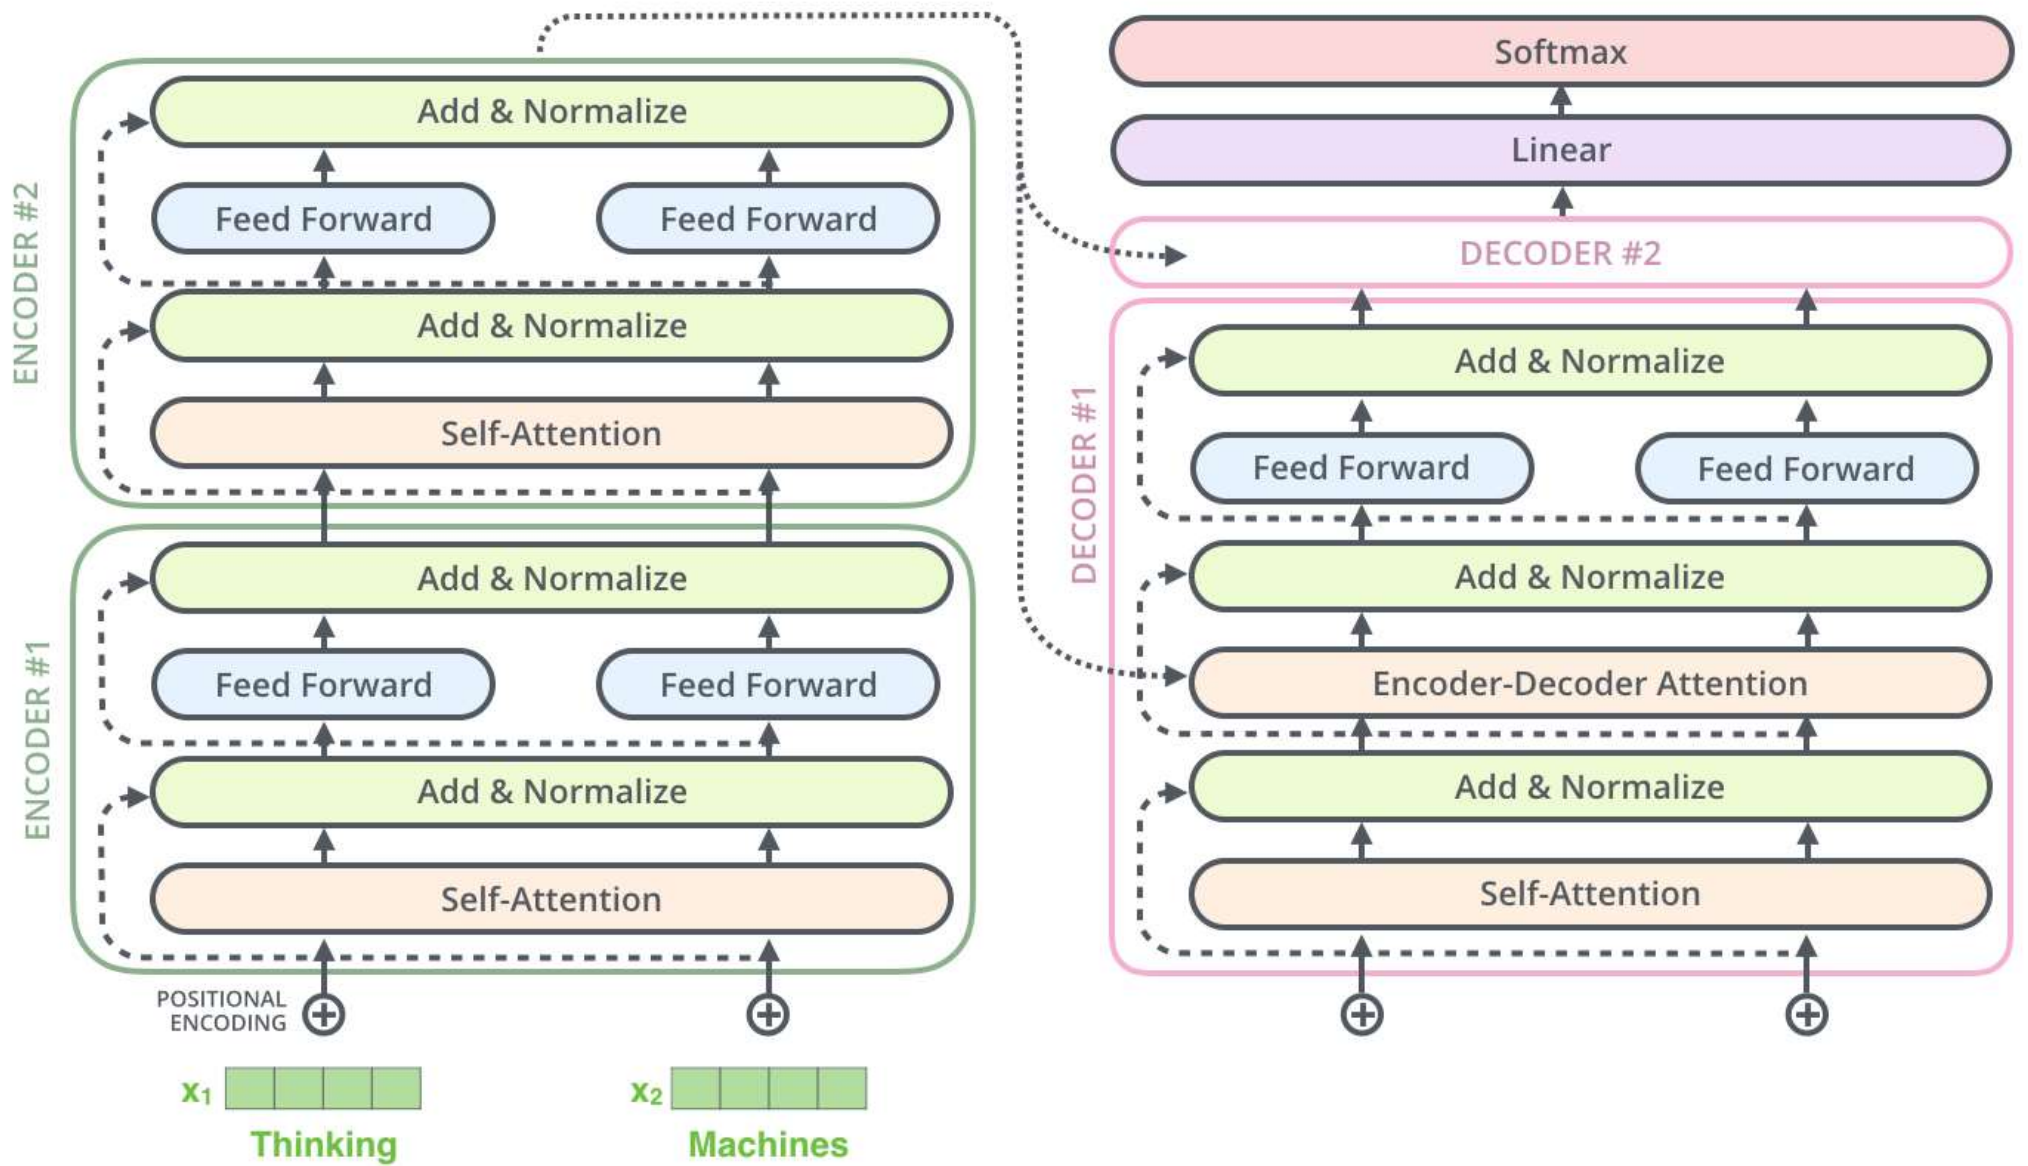 ENCODER #2
Add & Normalize
Feed Forward
Feed Forward
Add & Normalize
Self-Attention
ENCODER #1
Add & Normalize
Feed Forward
Feed Forward
Add & Normalize
Self-Attention
POSITIONAL
ENCODING
x₁
x₂
Thinking
Machines
Softmax
Linear
DECODER #2
DECODER #1
Add & Normalize
Feed Forward
Feed Forward
Add & Normalize
Encoder-Decoder Attention
Add & Normalize
Self-Attention